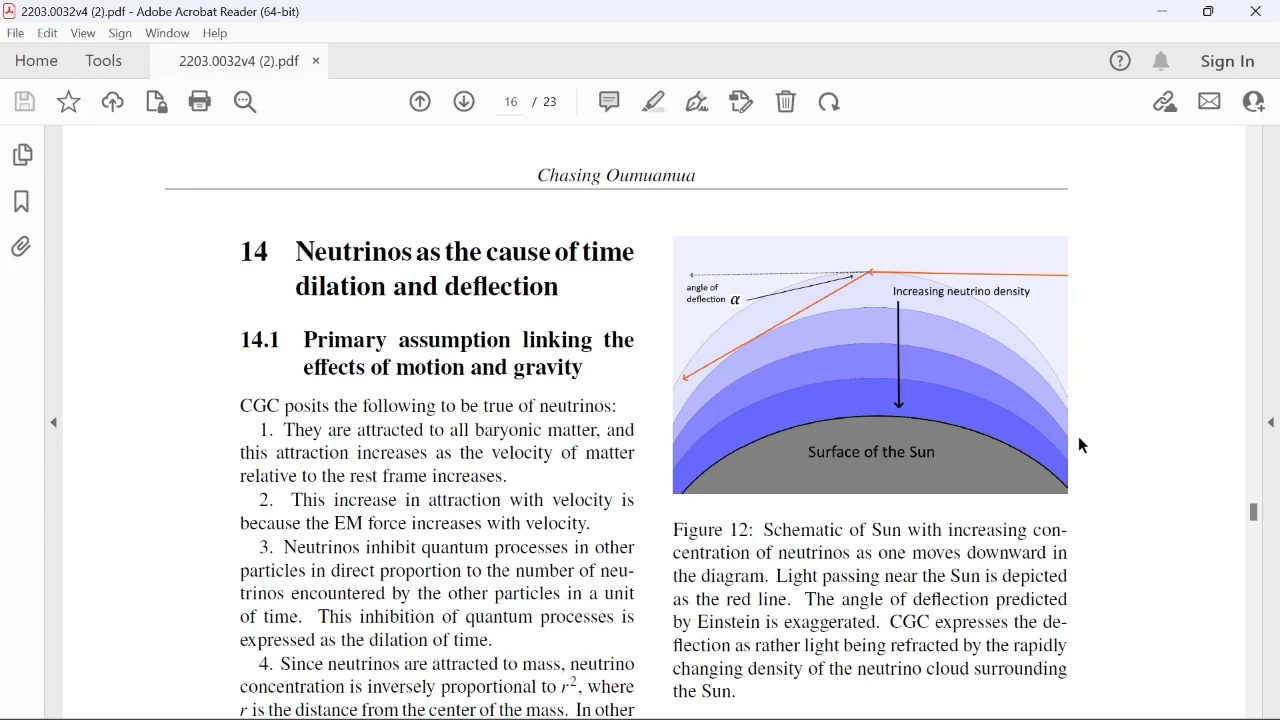 2203.0032v4 (2).pdf - Adobe Acrobat Reader (64-bit)
File Edit View Sign Window Help
Home Tools 2203.0032v4 (2).pdf × Sign In
16 / 23
Chasing Oumuamua
14 Neutrinos as the cause of time
dilation and deflection
14.1 Primary assumption linking the
effects of motion and gravity
CGC posits the following to be true of neutrinos:
1. They are attracted to all baryonic matter, and
this attraction increases as the velocity of matter
relative to the rest frame increases.
2. This increase in attraction with velocity is
because the EM force increases with velocity.
3. Neutrinos inhibit quantum processes in other
particles in direct proportion to the number of neu-
trinos encountered by the other particles in a unit
of time. This inhibition of quantum processes is
expressed as the dilation of time.
4. Since neutrinos are attracted to mass, neutrino
concentration is inversely proportional to r², where
r is the distance from the center of the mass. In other
angle of
deflection α
Increasing neutrino density
Surface of the Sun
Figure 12: Schematic of Sun with increasing con-
centration of neutrinos as one moves downward in
the diagram. Light passing near the Sun is depicted
as the red line. The angle of deflection predicted
by Einstein is exaggerated. CGC expresses the de-
flection as rather light being refracted by the rapidly
changing density of the neutrino cloud surrounding
the Sun.